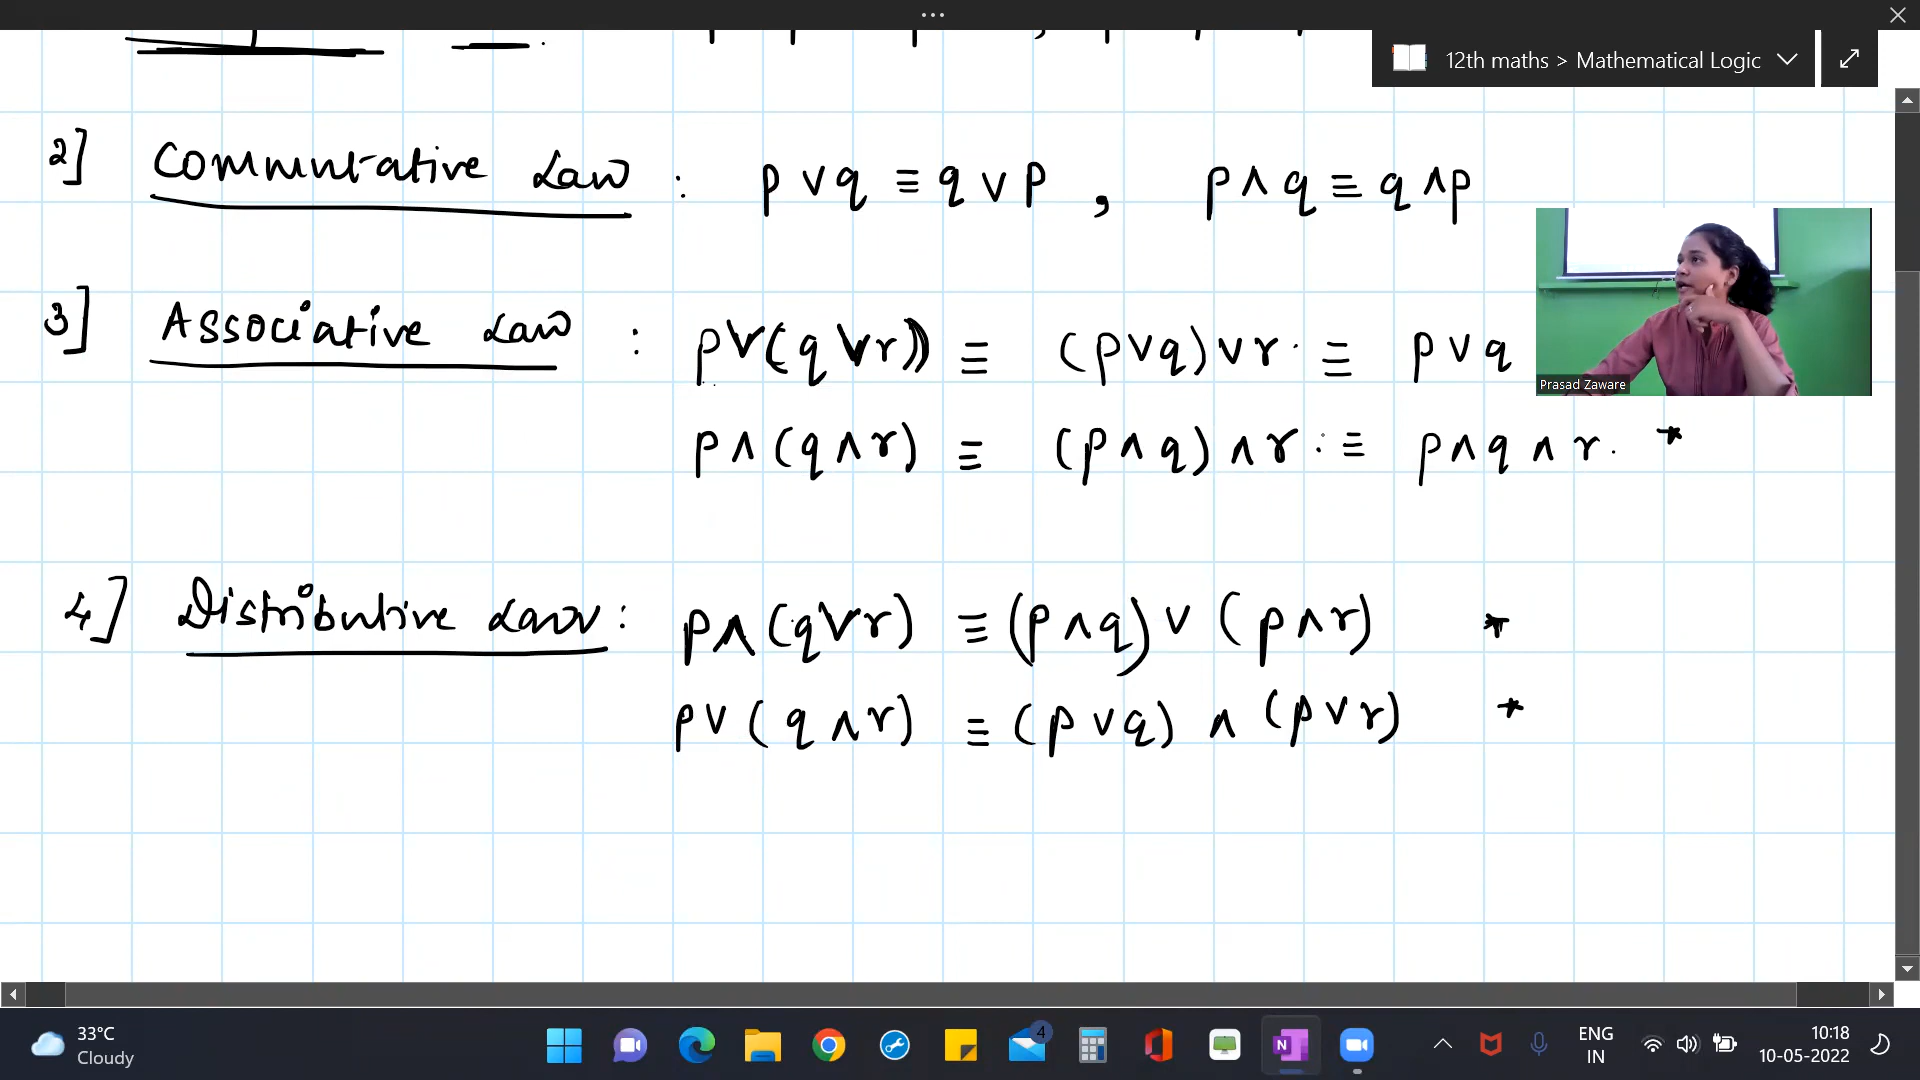 12th maths > Mathematical Logic
2] Commutative Law : p ∨ q ≡ q ∨ p , p ∧ q ≡ q ∧ p
3] Associative Law : p ∨ (q ∨ r) ≡ (p ∨ q) ∨ r ≡ p ∨ q
Prasad Zaware
p ∧ (q ∧ r) ≡ (p ∧ q) ∧ r ≡ p ∧ q ∧ r. *
4] Distributive Law : p ∧ (q ∨ r) ≡ (p ∧ q) ∨ (p ∧ r) *
p ∨ (q ∧ r) ≡ (p ∨ q) ∧ (p ∨ r) *
33°C
Cloudy
4
N
ENG
IN
10:18
10-05-2022